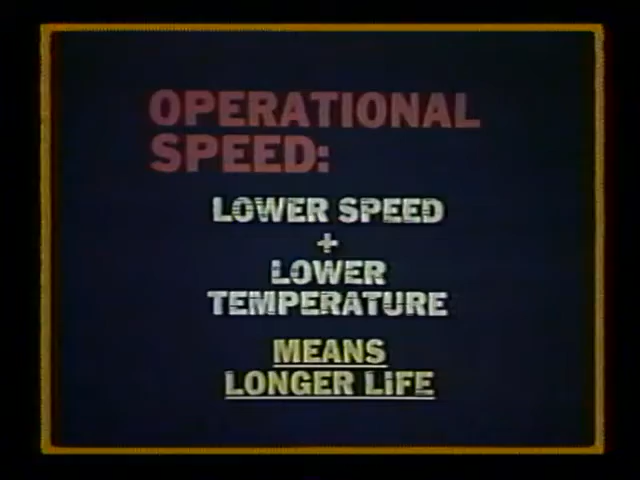 OPERATIONAL
SPEED:
LOWER SPEED
+
LOWER
TEMPERATURE
MEANS
LONGER LiFE